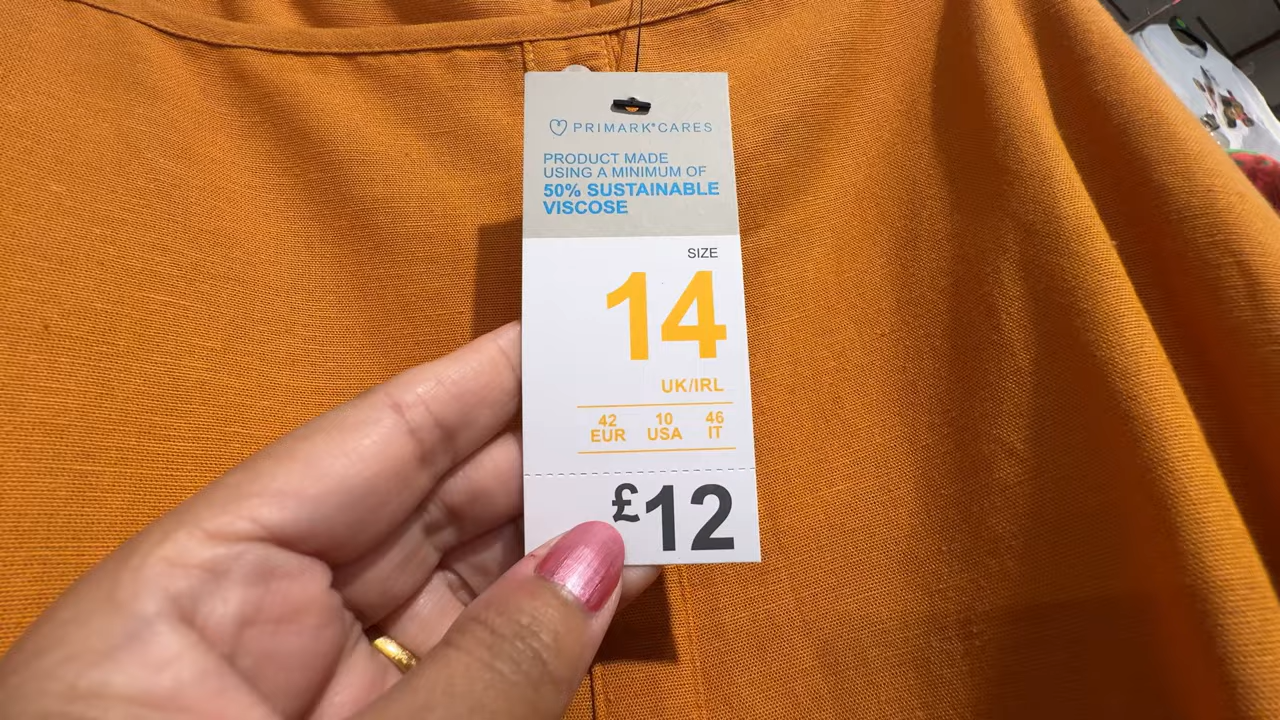 PRIMARK®CARES
PRODUCT MADE
USING A MINIMUM OF
50% SUSTAINABLE
VISCOSE
SIZE
14
UK/IRL
42 10 46
EUR USA IT
£12